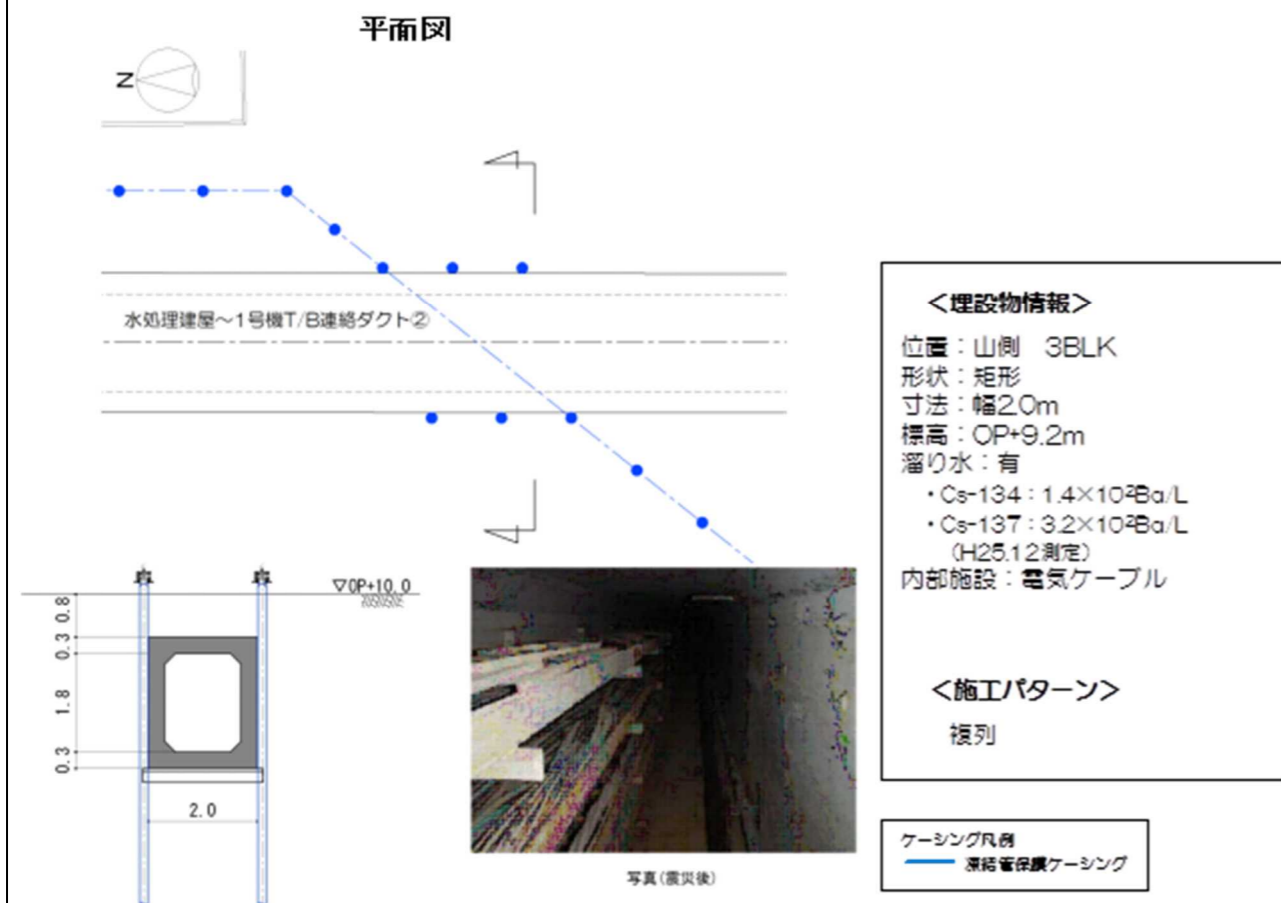 平面図
N
水処理建屋～1号機T/B連絡ダクト②
▽OP+10.0
0.8
0.3
1.8
0.3
2.0
写真(震災後)
＜埋設物情報＞
位置：山側　3BLK
形状：矩形
寸法：幅2.0m
標高：OP+9.2m
溜り水：有
・Cs-134：1.4×10²Bq/L
・Cs-137：3.2×10²Bq/L
（H25.12測定）
内部施設：電気ケーブル
＜施工パターン＞
複列
ケーシング凡例
凍結管保護ケーシング